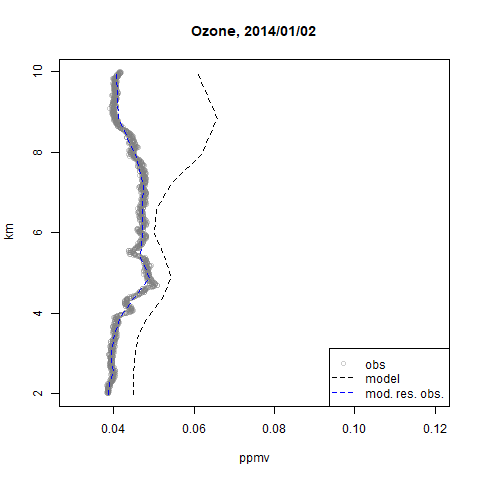 Ozone, 2014/01/02
10
8
6
4
2
km
obs
model
mod. res. obs.
0.04 0.06 0.08 0.10 0.12
ppmv